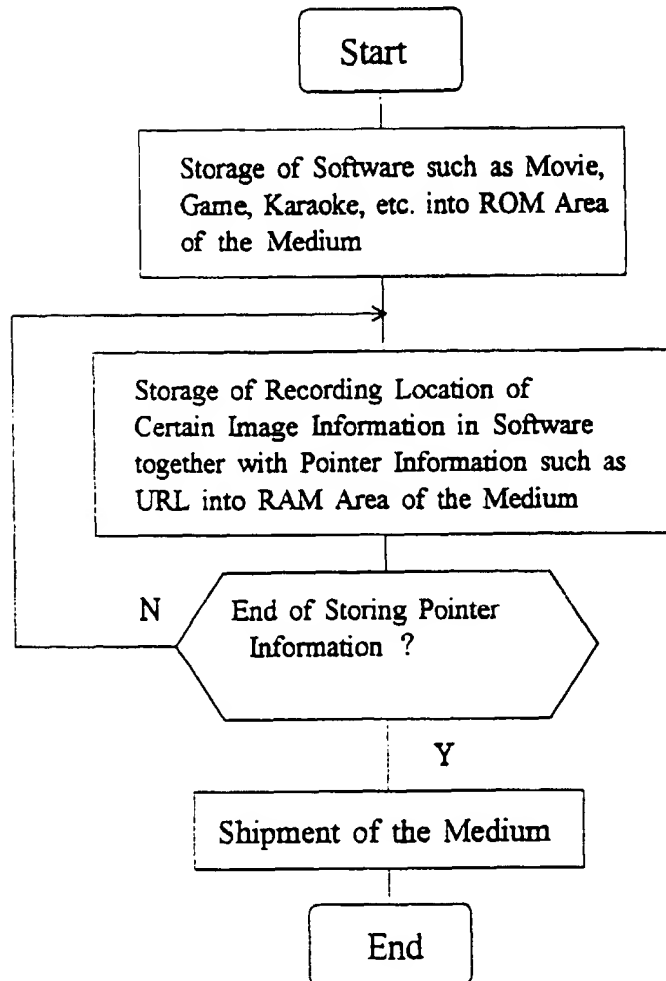 Start
Storage of Software such as Movie,
Game, Karaoke, etc. into ROM Area
of the Medium
Storage of Recording Location of
Certain Image Information in Software
together with Pointer Information such as
URL into RAM Area of the Medium
N
End of Storing Pointer
Information ?
Y
Shipment of the Medium
End